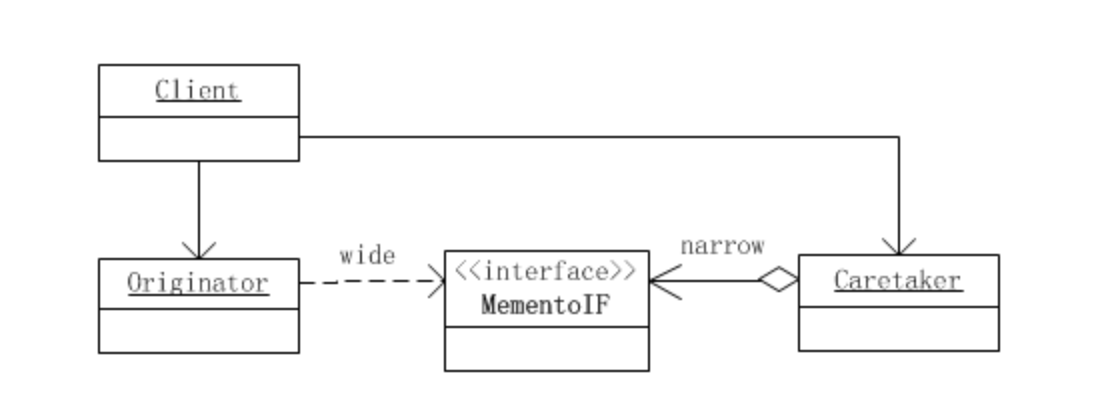 Client
wide
narrow
Originator
<<interface>>
MementoIF
Caretaker